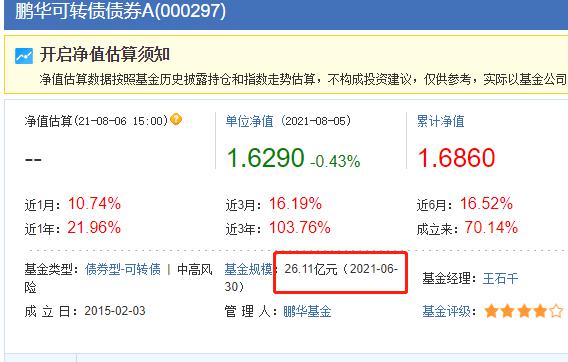 鹏华可转债债券A(000297)
开启净值估算须知
净值估算数据按照基金历史披露持仓和指数走势估算，不构成投资建议，仅供参考，实际以基金公司
净值估算(21-08-06 15:00) 单位净值 (2021-08-05) 累计净值
-- 1.6290 -0.43% 1.6860
近1月：10.74% 近3月：16.19% 近6月：16.52%
近1年：21.96% 近3年：103.76% 成立来：70.14%
基金类型：债券型-可转债 | 中高风险 基金规模：26.11亿元（2021-06-30） 基金经理：王石千
成 立 日：2015-02-03 管 理 人：鹏华基金 基金评级：